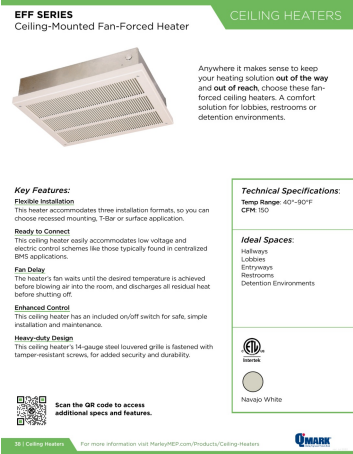 EFF SERIES
Ceiling-Mounted Fan-Forced Heater
CEILING HEATERS
Anywhere it makes sense to keep
your heating solution out of the way
and out of reach, choose these fan-
forced ceiling heaters. A comfort
solution for lobbies, restrooms or
detention environments.
Key Features:
Flexible Installation
This heater accommodates three installation formats, so you can
choose recessed mounting, T-Bar or surface application.
Ready to Connect
This ceiling heater easily accommodates low voltage and
electric control schemes like those typically found in centralized
BMS applications.
Fan Delay
The heater's fan waits until the desired temperature is achieved
before blowing air into the room, and discharges all residual heat
before shutting off.
Enhanced Control
This ceiling heater has an included on/off switch for safe, simple
installation and maintenance.
Heavy-duty Design
This ceiling heater's 14-gauge steel louvered grille is fastened with
tamper-resistant screws, for added security and durability.
Scan the QR code to access
additional specs and features.
Technical Specifications:
Temp Range: 40°-90°F
CFM: 150
Ideal Spaces:
Hallways
Lobbies
Entryways
Restrooms
Detention Environments
ETL
Intertek
Navajo White
38 | Ceiling Heaters
For more information visit MarleyMEP.com/Products/Ceiling-Heaters
QMARK